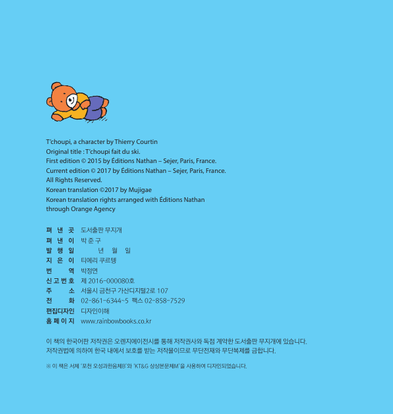 T'choupi, a character by Thierry Courtin
Original title : T'choupi fait du ski.
First edition © 2015 by Éditions Nathan – Sejer, Paris, France.
Current edition © 2017 by Éditions Nathan – Sejer, Paris, France.
All Rights Reserved.
Korean translation ©2017 by Mujigae
Korean translation rights arranged with Éditions Nathan
through Orange Agency
펴 낸 곳 도서출판 무지개
펴 낸 이 박 준 구
발 행 일 년 월 일
지 은 이 티에리 쿠르탱
번 역 박정연
신 고 번 호 제 2016-000080호
주 소 서울시 금천구 가산디지털2로 107
전 화 02-861-6344~5 팩스 02-858-7529
편집디자인 디자인이애
홈 페 이 지 www.rainbowbooks.co.kr
이 책의 한국어판 저작권은 오렌지에이전시를 통해 저작권사와 독점 계약한 도서출판 무지개에 있습니다.
저작권법에 의하여 한국 내에서 보호를 받는 저작물이므로 무단전재와 무단복제를 금합니다.
※ 이 책은 서체 '포천 오성과한음체B'와 'KT&G 상상본문체M'을 사용하여 디자인되었습니다.